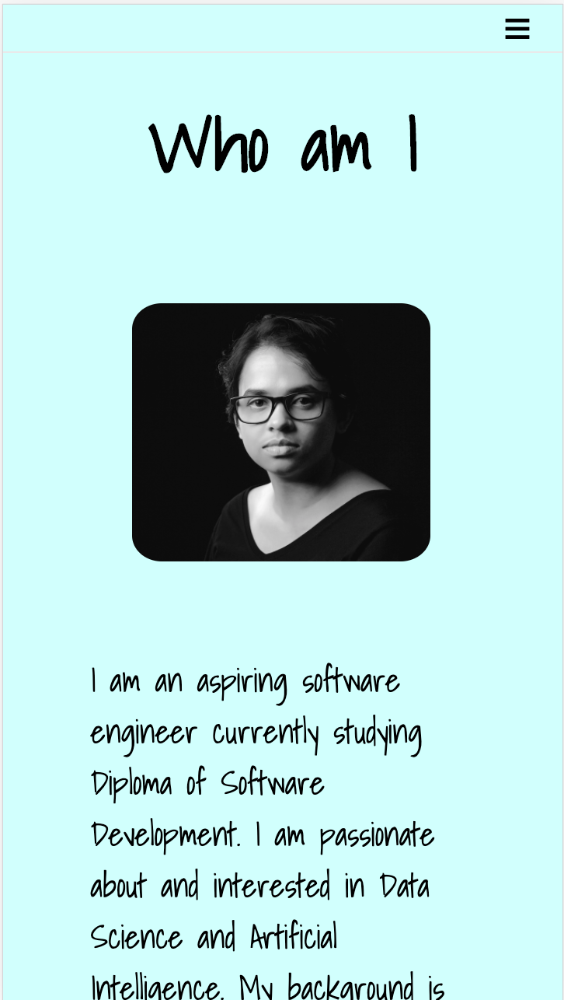 Who am I
I am an aspiring software
engineer currently studying
Diploma of Software
Development. I am passionate
about and interested in Data
Science and Artificial
Intelligence. My background is